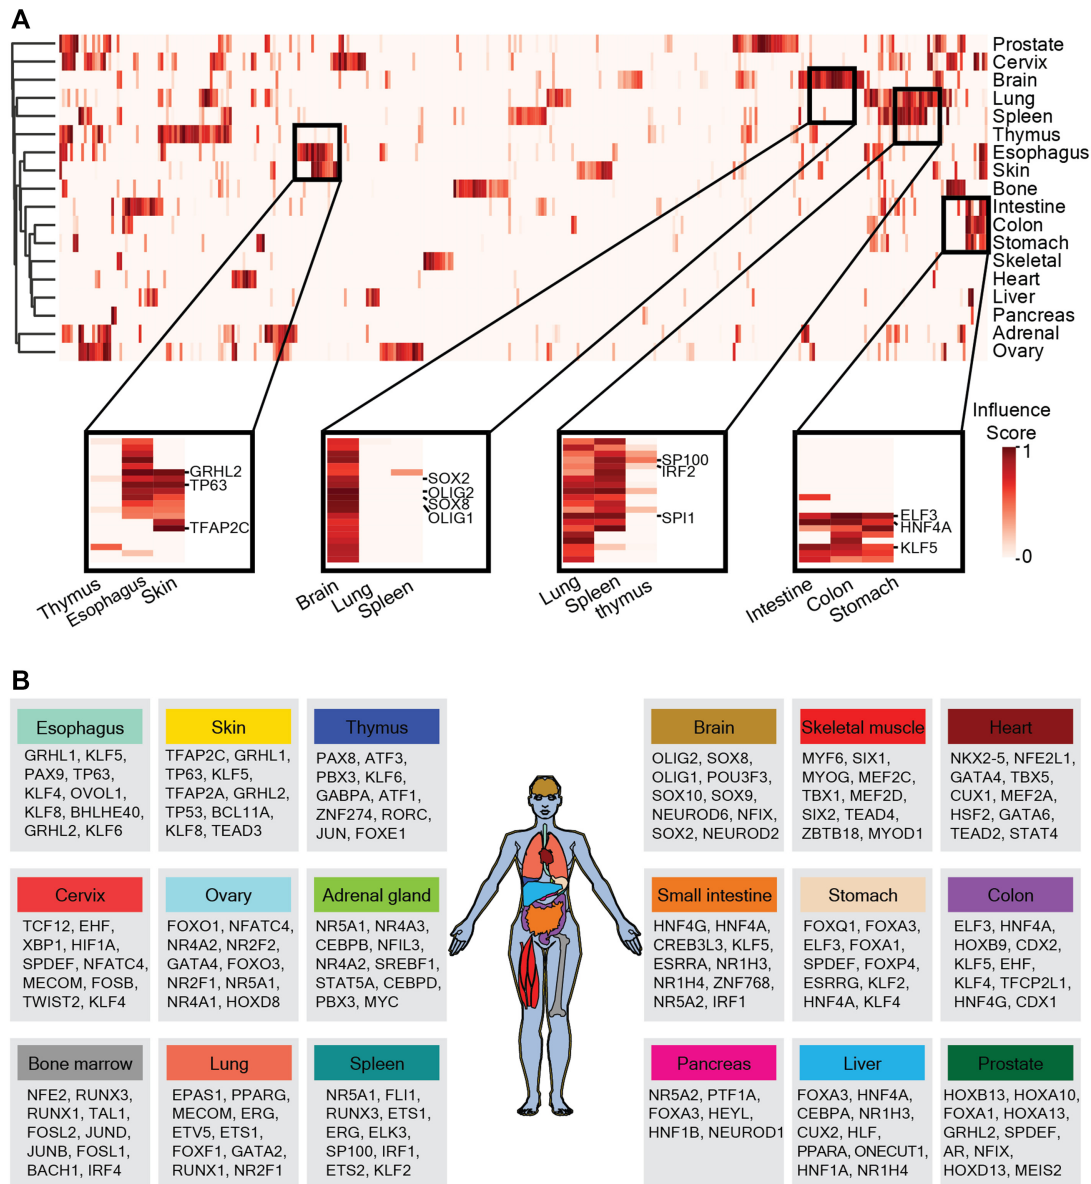 A
Prostate
Cervix
Brain
Lung
Spleen
Thymus
Esophagus
Skin
Bone
Intestine
Colon
Stomach
Skeletal
Heart
Liver
Pancreas
Adrenal
Ovary
GRHL2
TP63
TFAP2C
Thymus
Esophagus
Skin
SOX2
OLIG2
SOX8
OLIG1
Brain
Lung
Spleen
SP100
IRF2
SPI1
Lung
Spleen
thymus
ELF3
HNF4A
KLF5
Intestine
Colon
Stomach
Influence
Score
1
0
B
Esophagus
GRHL1, KLF5,
PAX9, TP63,
KLF4, OVOL1,
KLF8, BHLHE40,
GRHL2, KLF6
Skin
TFAP2C, GRHL1,
TP63, KLF5,
TFAP2A, GRHL2,
TP53, BCL11A,
KLF8, TEAD3
Thymus
PAX8, ATF3,
PBX3, KLF6,
GABPA, ATF1,
ZNF274, RORC,
JUN, FOXE1
Brain
OLIG2, SOX8,
OLIG1, POU3F3,
SOX10, SOX9,
NEUROD6, NFIX,
SOX2, NEUROD2
Skeletal muscle
MYF6, SIX1,
MYOG, MEF2C,
TBX1, MEF2D,
SIX2, TEAD4,
ZBTB18, MYOD1
Heart
NKX2-5, NFE2L1,
GATA4, TBX5,
CUX1, MEF2A,
HSF2, GATA6,
TEAD2, STAT4
Cervix
TCF12, EHF,
XBP1, HIF1A,
SPDEF, NFATC4,
MECOM, FOSB,
TWIST2, KLF4
Ovary
FOXO1, NFATC4,
NR4A2, NR2F2,
GATA4, FOXO3,
NR2F1, NR5A1,
NR4A1, HOXD8
Adrenal gland
NR5A1, NR4A3,
CEBPB, NFIL3,
NR4A2, SREBF1,
STAT5A, CEBPD,
PBX3, MYC
Small intestine
HNF4G, HNF4A,
CREB3L3, KLF5,
ESRRA, NR1H3,
NR1H4, ZNF768,
NR5A2, IRF1
Stomach
FOXQ1, FOXA3,
ELF3, FOXA1,
SPDEF, FOXP4,
ESRRG, KLF2,
HNF4A, KLF4
Colon
ELF3, HNF4A,
HOXB9, CDX2,
KLF5, EHF,
KLF4, TFCP2L1,
HNF4G, CDX1
Bone marrow
NFE2, RUNX3,
RUNX1, TAL1,
FOSL2, JUND,
JUNB, FOSL1,
BACH1, IRF4
Lung
EPAS1, PPARG,
MECOM, ERG,
ETV5, ETS1,
FOXF1, GATA2,
RUNX1, NR2F1
Spleen
NR5A1, FLI1,
RUNX3, ETS1,
ERG, ELK3,
SP100, IRF1,
ETS2, KLF2
Pancreas
NR5A2, PTF1A,
FOXA3, HEYL,
HNF1B, NEUROD1
Liver
FOXA3, HNF4A,
CEBPA, NR1H3,
CUX2, HLF,
PPARA, ONECUT1,
HNF1A, NR1H4
Prostate
HOXB13, HOXA10,
FOXA1, HOXA13,
GRHL2, SPDEF,
AR, NFIX,
HOXD13, MEIS2